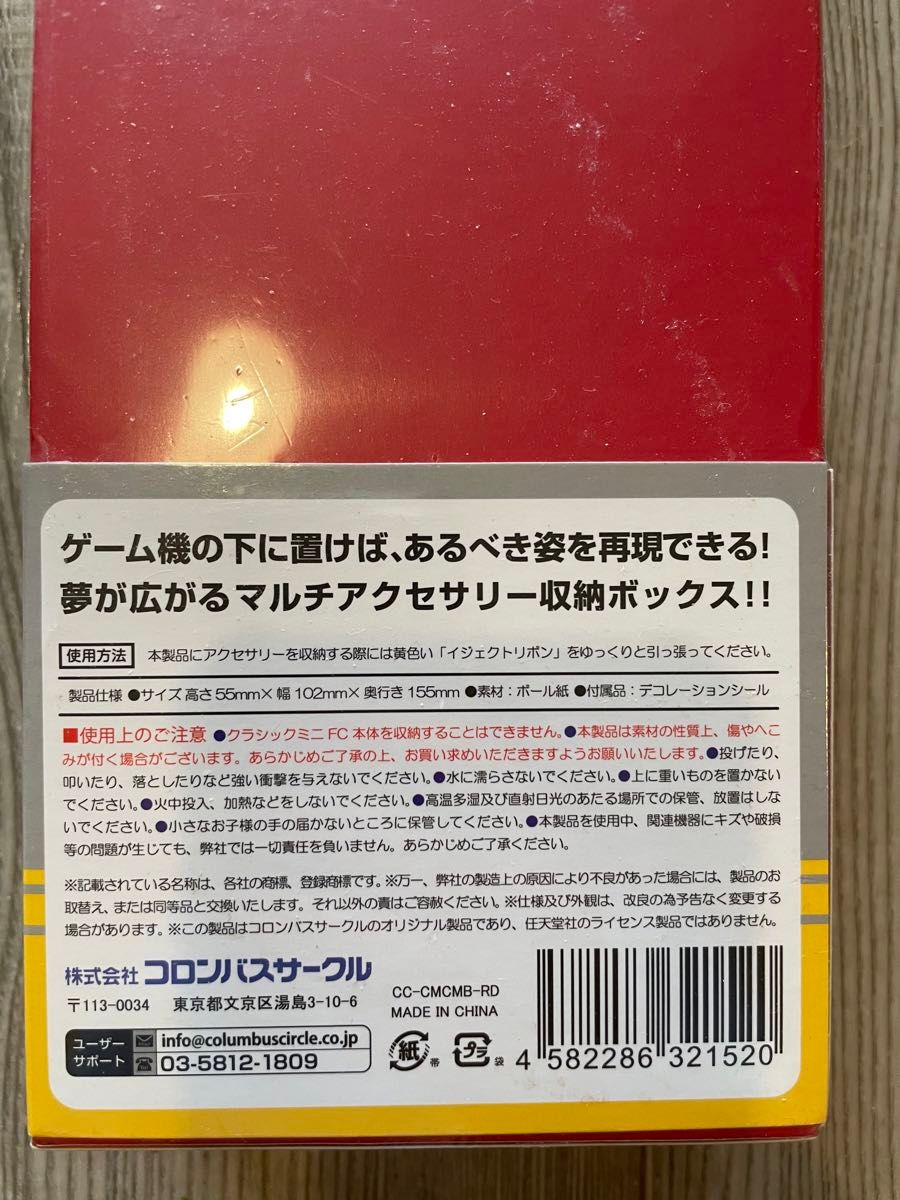 ゲーム機の下に置けば、あるべき姿を再現できる!
夢が広がるマルチアクセサリー収納ボックス!!
使用方法 本製品にアクセサリーを収納する際には黄色い「イジェクトリボン」をゆっくりと引っ張ってください。
製品仕様 ●サイズ 高さ55mm×幅102mm×奥行き155mm ●素材:ボール紙 ●付属品:デコレーションシール
■使用上のご注意 ●クラシックミニFC本体を収納することはできません。●本製品は素材の性質上、傷やへこ
みが付く場合がございます。あらかじめご了承の上、お買い求めいただきますようお願いいたします。●投げたり、
叩いたり、落としたりなど強い衝撃を与えないでください。●水に濡らさないでください。●上に重いものを置かない
でください。●火中投入、加熱などをしないでください。●高温多湿及び直射日光のあたる場所での保管、放置はしな
いでください。●小さなお子様の手の届かないところに保管してください。●本製品を使用中、関連機器にキズや破損
等の問題が生じても、弊社では一切責任を負いません。あらかじめご了承ください。
※記載されている名称は、各社の商標、登録商標です。※万一、弊社の製造上の原因により不良があった場合には、製品のお
取替え、または同等品と交換いたします。それ以外の責はご容赦ください。※仕様及び外観は、改良の為予告なく変更する
場合があります。※この製品はコロンバスサークルのオリジナル製品であり、任天堂社のライセンス製品ではありません。
株式会社 コロンバスサークル
〒113-0034 東京都文京区湯島3-10-6
ユーザーサポート info@columbuscircle.co.jp
03-5812-1809
CC-CMCMB-RD
MADE IN CHINA
紙 帯 プラ 袋
4 582286 321520